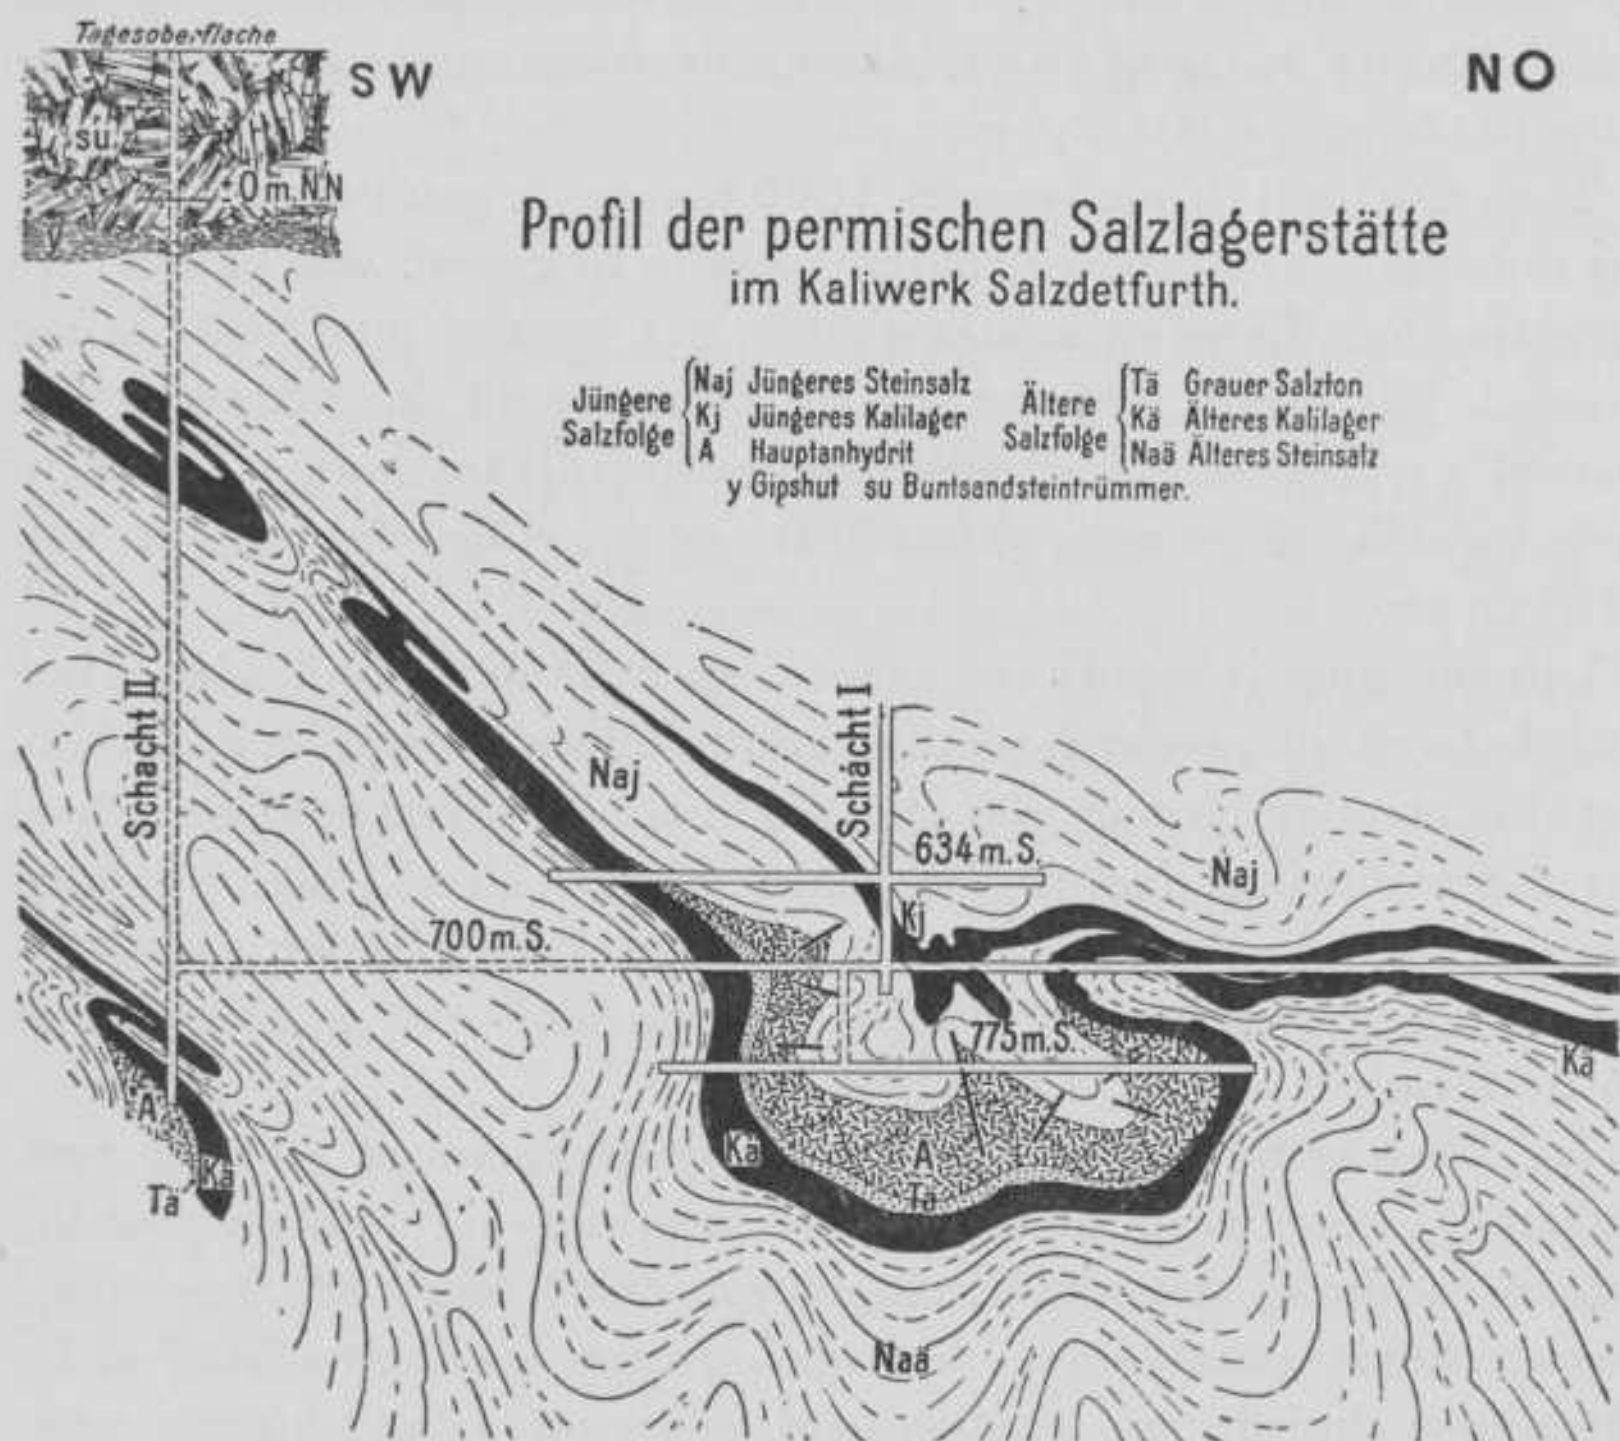 Tagesoberfläche
SW
NO
su
±0 m.NN
y
Profil der permischen Salzlagerstätte
im Kaliwerk Salzdetfurth.
Jüngere Salzfolge
Naj Jüngeres Steinsalz
Kj Jüngeres Kalilager
A Hauptanhydrit
Ältere Salzfolge
Tä Grauer Salzton
Kä Älteres Kalilager
Naä Älteres Steinsalz
y Gipshut su Buntsandsteintrümmer.
Schacht II
Schacht I
Naj
634 m. S.
Naj
Kj
700 m. S.
775 m. S.
Kä
A
Kä
Tä
Kä
A
Tä
Naä